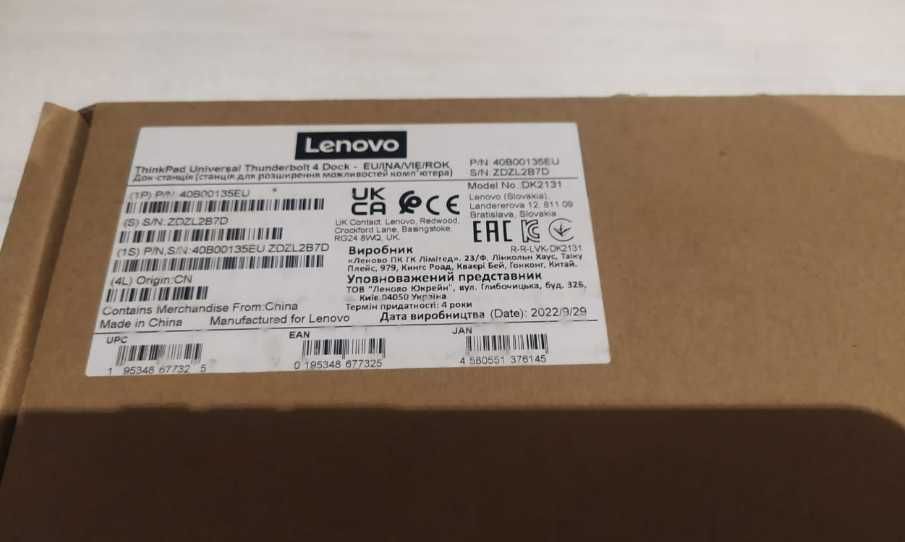 Lenovo
ThinkPad Universal Thunderbolt 4 Dock - EU/INA/VIE/ROK
Док-станція (станція для розширення можливостей комп'ютера)
P/N: 40B00135EU
S/N: ZDZL2B7D
(1P) P/N: 40B00135EU
(S) S/N: ZDZL2B7D
(1S) P/N,S/N: 40B00135EU ZDZL2B7D
(4L) Origin:CN
Contains Merchandise From:China
Made in China Manufactured for Lenovo
UK
CA
CE
UK Contact: Lenovo, Redwood,
Crockford Lane, Basingstoke,
RG24 8WQ, UK.
Model No.:DK2131
Lenovo (Slovakia)
Landererova 12, 811 09
Bratislava, Slovakia
EAC
R-R-LVK-DK2131
Виробник
«Леново ПК ГК Лімітед». 23/Ф. Лінкольн Хаус, Тайку
Плейс, 979, Кингс Роад, Кваєрі Бей, Гонконг, Китай.
Уповноважений представник
ТОВ "Леново Юкрейн", вул. Глибочицька, буд. 32Б,
Київ 04050 Україна
Термін придатності: 4 роки
Дата виробництва (Date): 2022/9/29
UPC
1 95348 67732 5
EAN
0 195348 677325
JAN
4 580551 376145